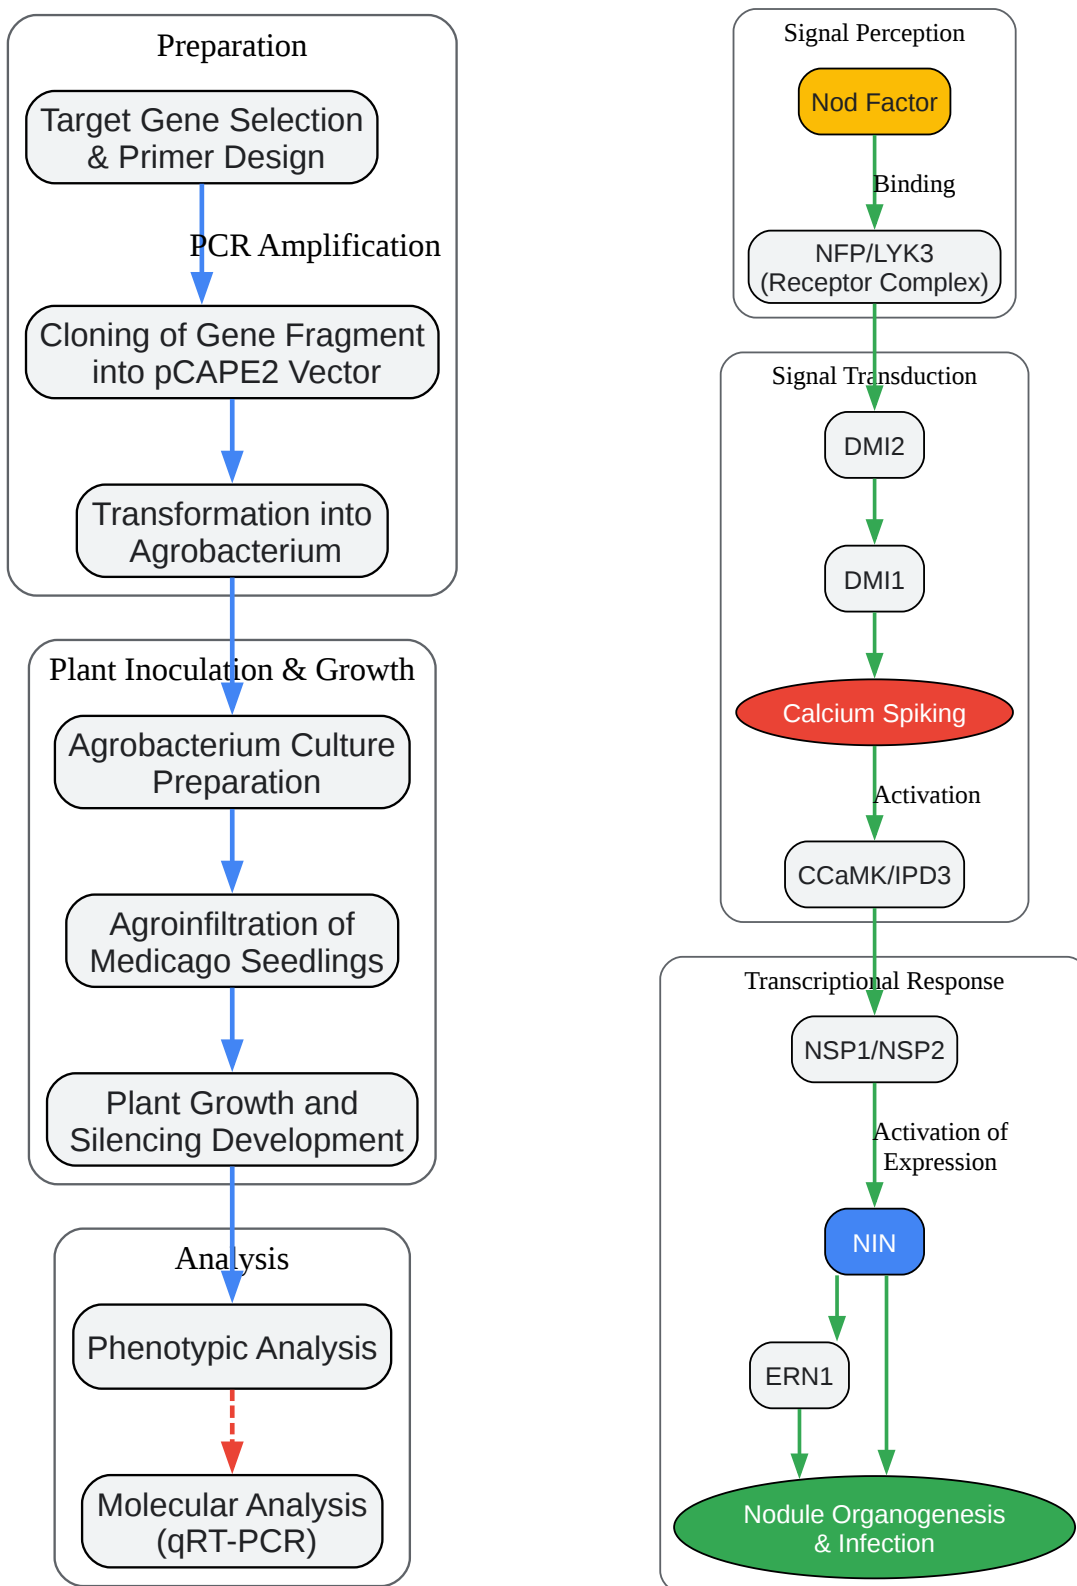 Preparation
Target Gene Selection
& Primer Design
PCR Amplification
Cloning of Gene Fragment
into pCAPE2 Vector
Transformation into
Agrobacterium
Plant Inoculation & Growth
Agrobacterium Culture
Preparation
Agroinfiltration of
Medicago Seedlings
Plant Growth and
Silencing Development
Analysis
Phenotypic Analysis
Molecular Analysis
(qRT-PCR)
Signal Perception
Nod Factor
Binding
NFP/LYK3
(Receptor Complex)
Signal Transduction
DMI2
DMI1
Calcium Spiking
Activation
CCaMK/IPD3
Transcriptional Response
NSP1/NSP2
Activation of
Expression
NIN
ERN1
Nodule Organogenesis
& Infection